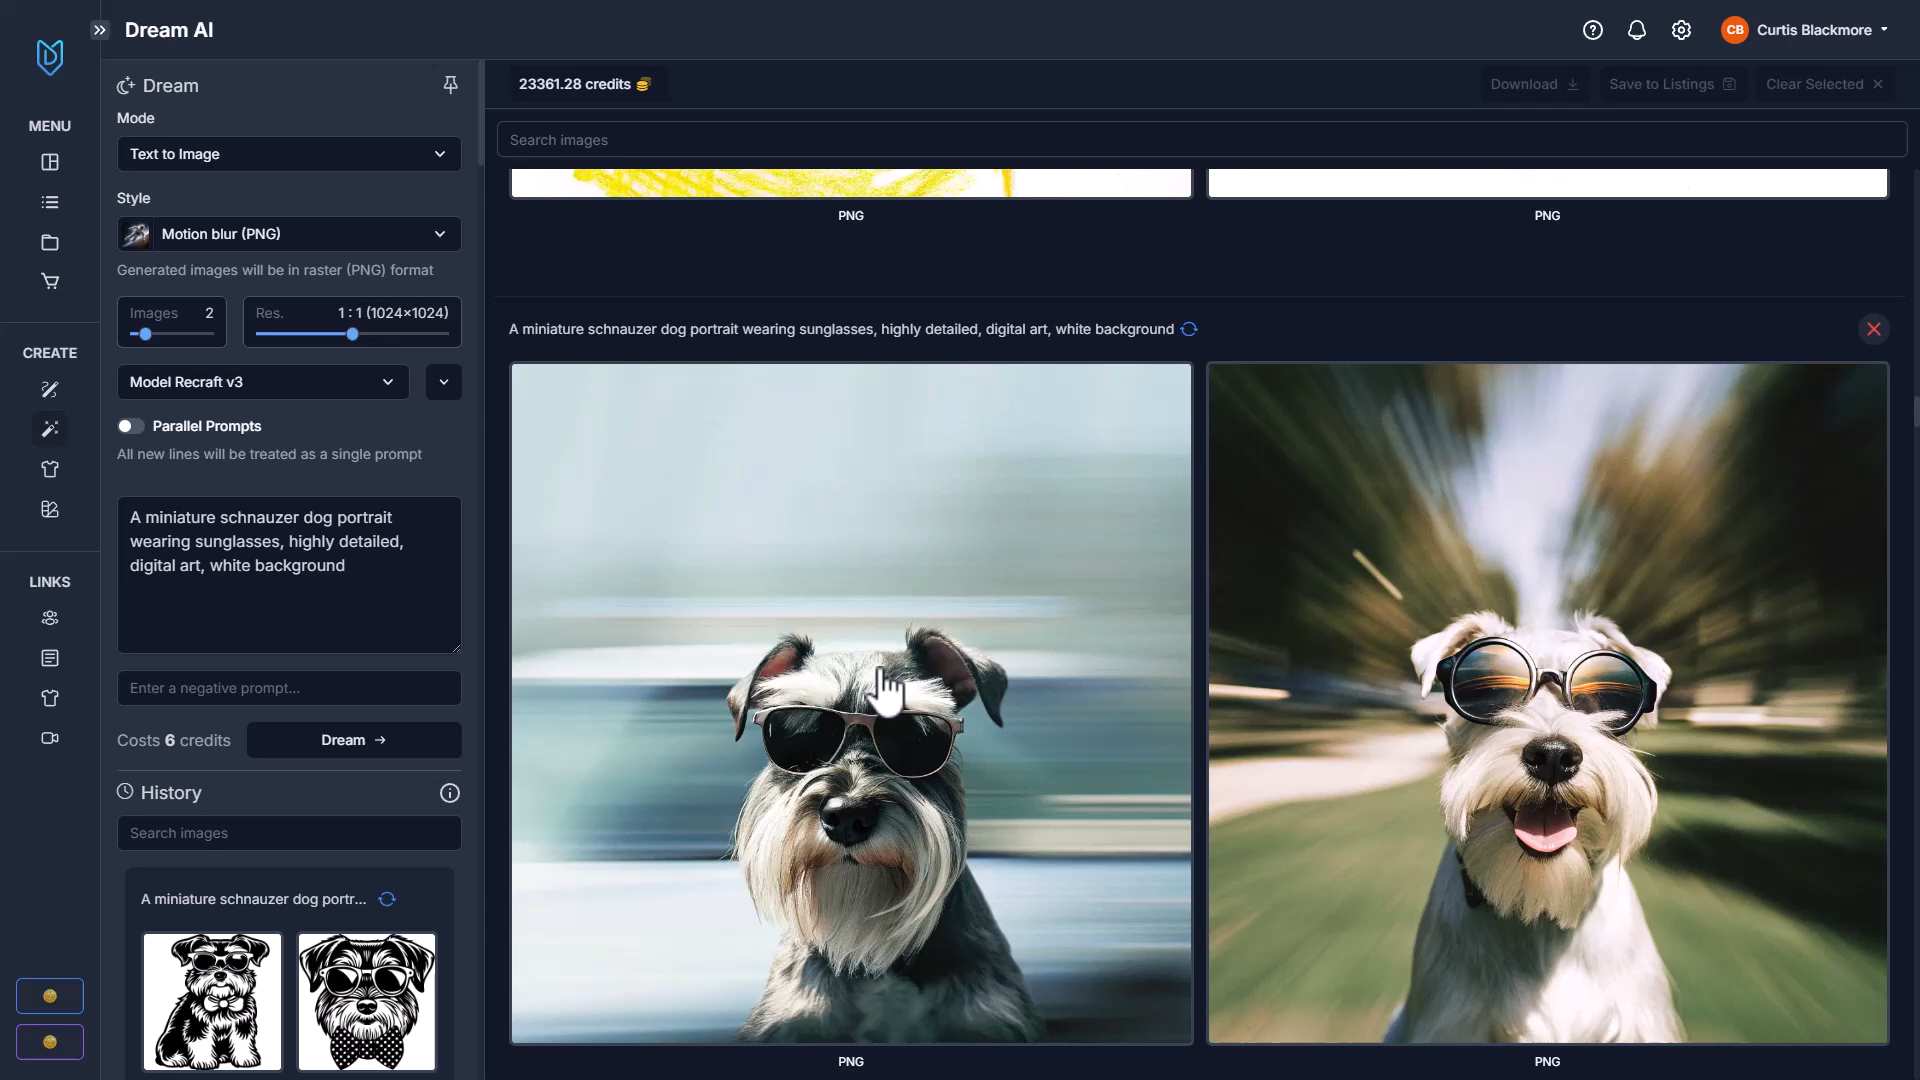 Dream AI
CB
Curtis Blackmore
MENU
CREATE
LINKS
Dream
Mode
Text to Image
Style
Motion blur (PNG)
Generated images will be in raster (PNG) format
Images 2
Res. 1 : 1 (1024×1024)
Model Recraft v3
Parallel Prompts
All new lines will be treated as a single prompt
A miniature schnauzer dog portrait
wearing sunglasses, highly detailed,
digital art, white background
Enter a negative prompt...
Costs 6 credits
Dream →
History
Search images
A miniature schnauzer dog portr...
23361.28 credits
Download
Save to Listings
Clear Selected
Search images
PNG
PNG
A miniature schnauzer dog portrait wearing sunglasses, highly detailed, digital art, white background
PNG
PNG